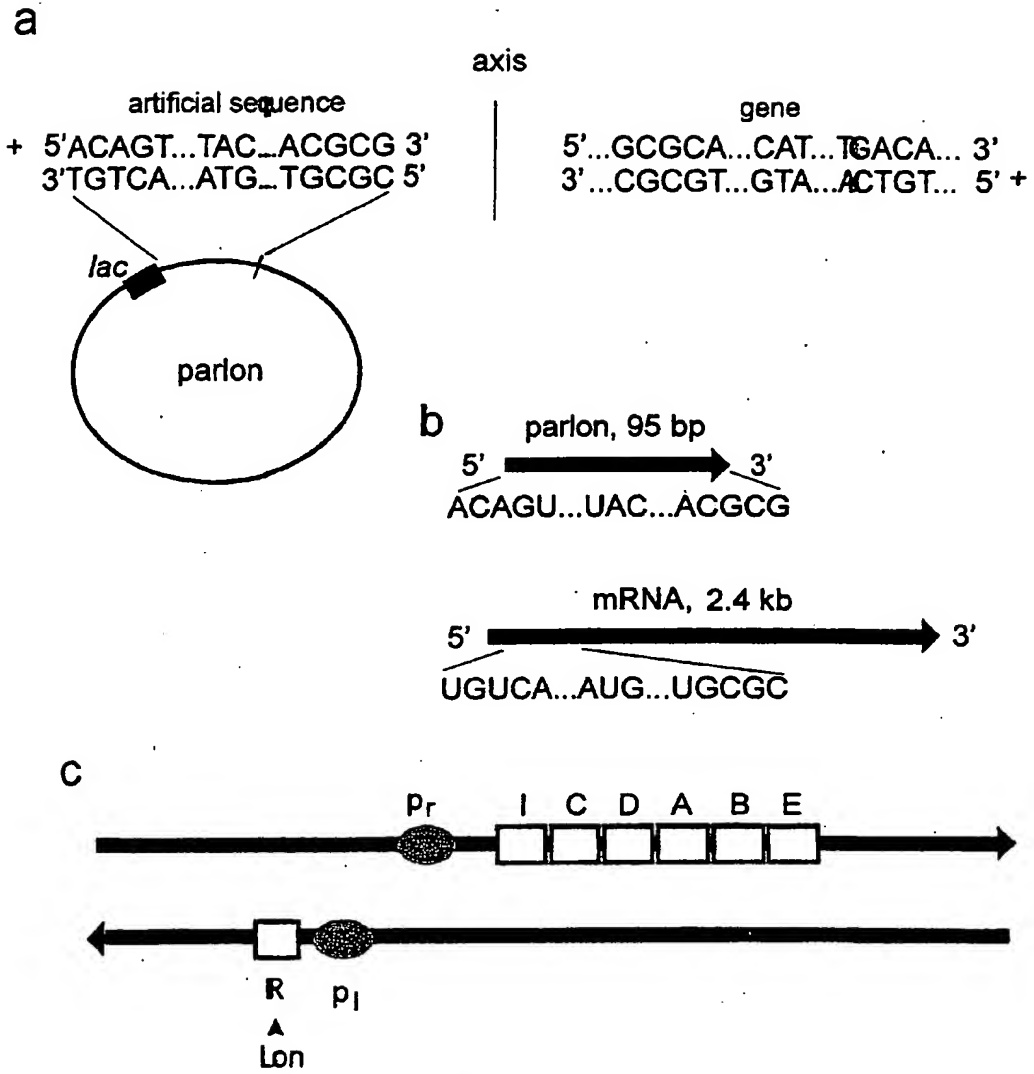 a
axis
artificial sequence
gene
+ 5'ACAGT...TAC...ACGCG 3'
3'TGTCA...ATG...TGCGC 5'
5'...GCGCA...CAT...TGACA... 3'
3'...CGCGT...GTA...ACTGT... 5' +
lac
parlon
b
parlon, 95 bp
5' 3'
ACAGU...UAC...ACGCG
mRNA, 2.4 kb
5' 3'
UGUCA...AUG...UGCGC
c
pr I C D A B E
R pl
Lon